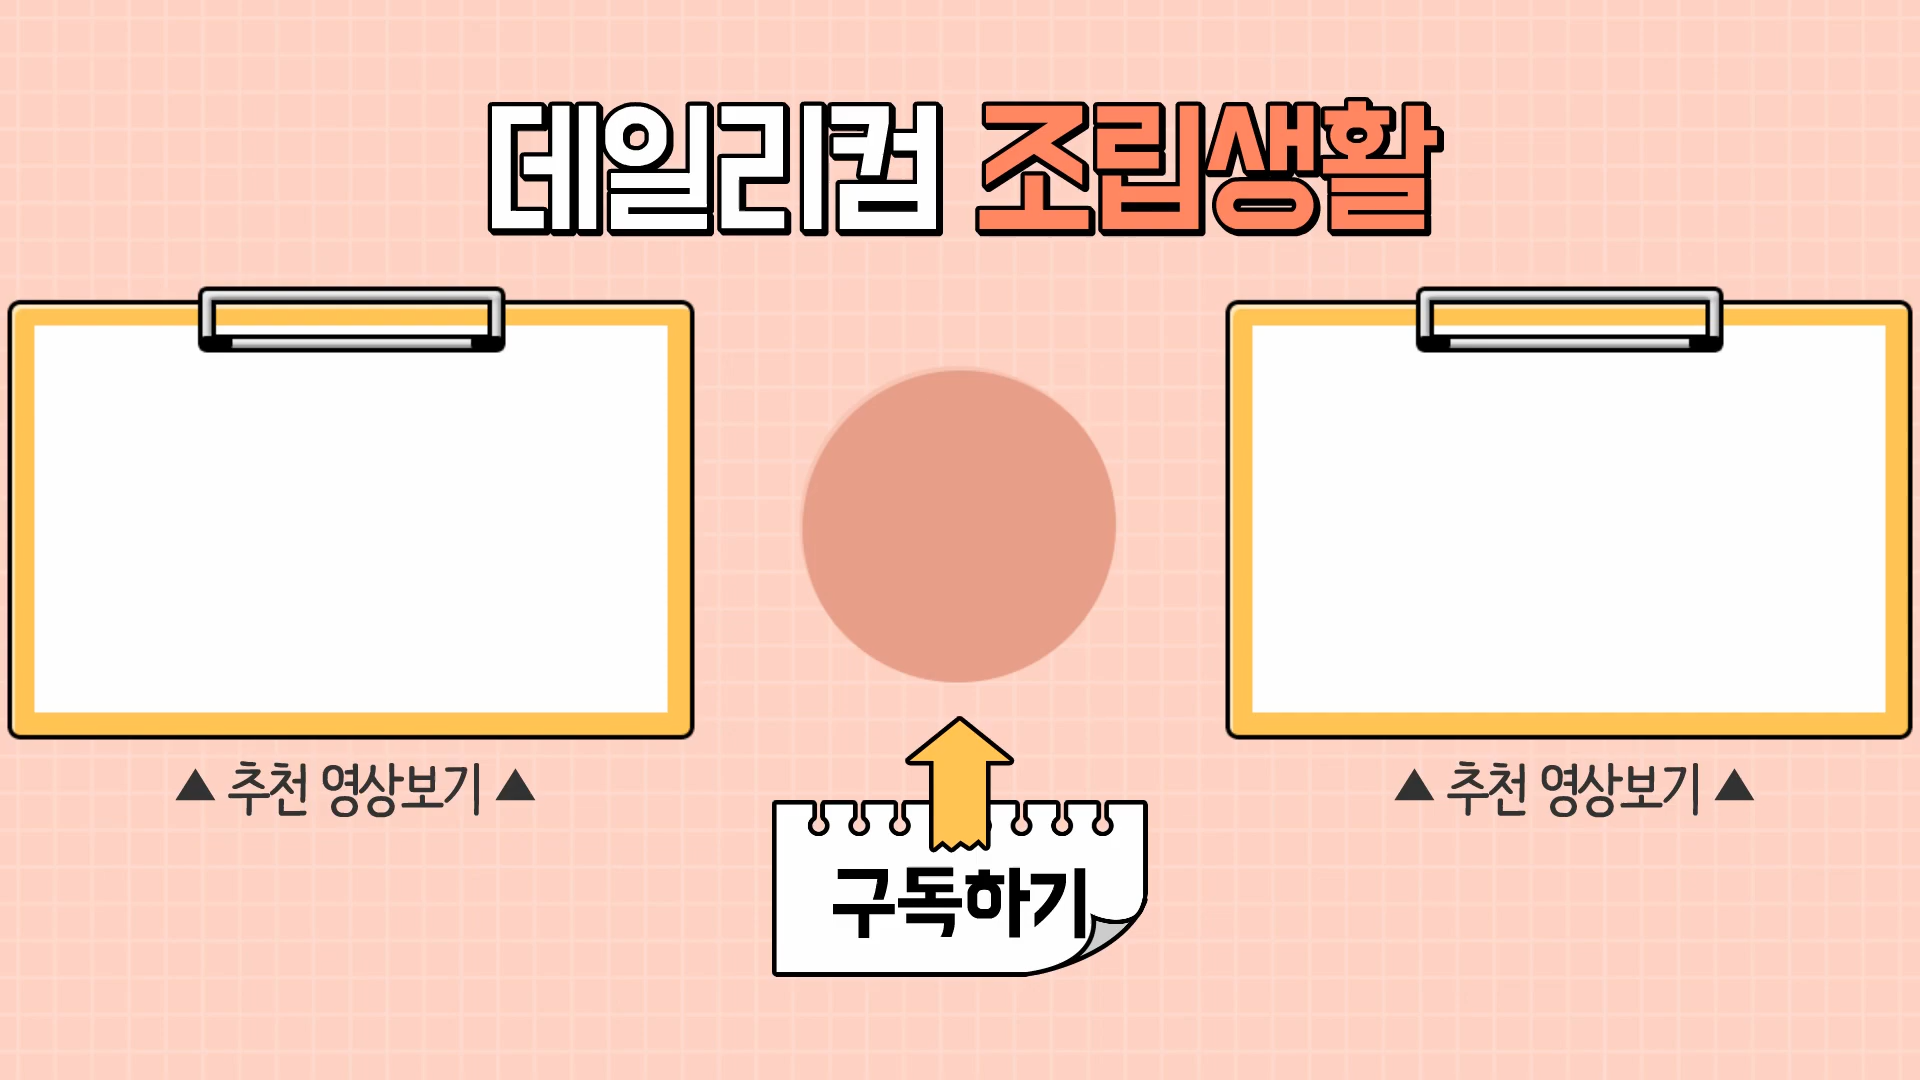 데일리컴 조립생활
▲ 추천 영상보기 ▲
▲ 추천 영상보기 ▲
구독하기